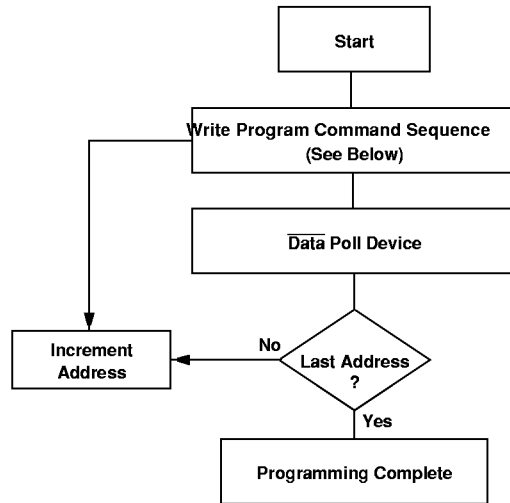 Start
Write Program Command Sequence
(See Below)
Data Poll Device
No
Increment
Address
Last Address
?
Yes
Programming Complete